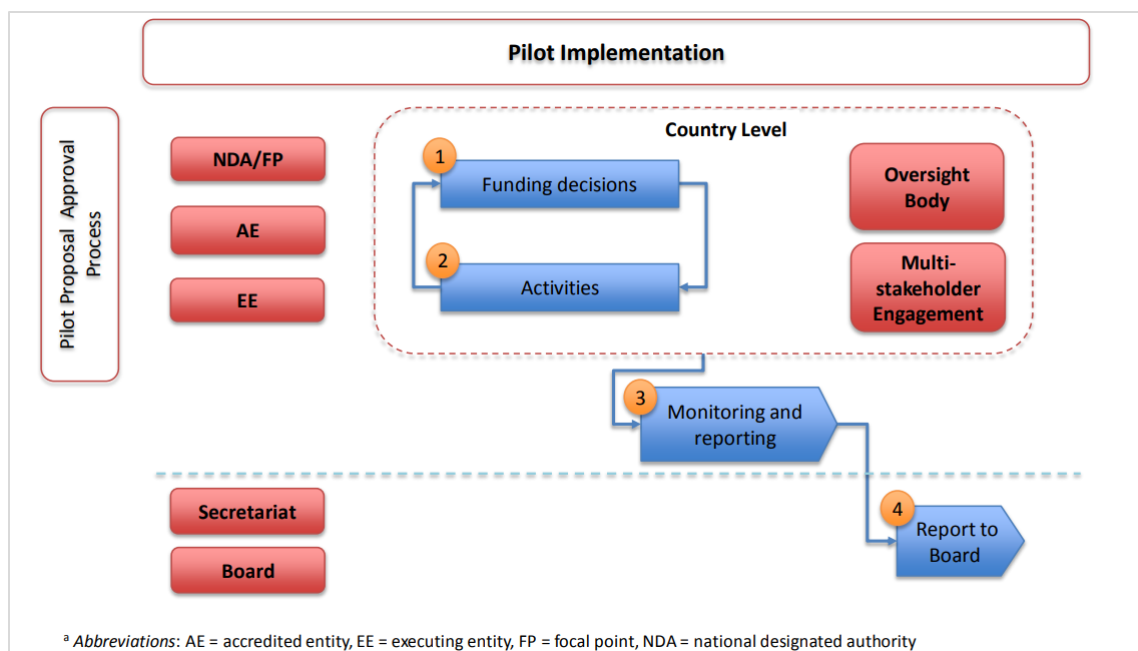 Pilot Implementation
Pilot Proposal Approval
Process
NDA/FP
AE
EE
Country Level
1
Funding decisions
2
Activities
Oversight
Body
Multi-
stakeholder
Engagement
3
Monitoring and
reporting
Secretariat
Board
4
Report to
Board
a Abbreviations: AE = accredited entity, EE = executing entity, FP = focal point, NDA = national designated authority